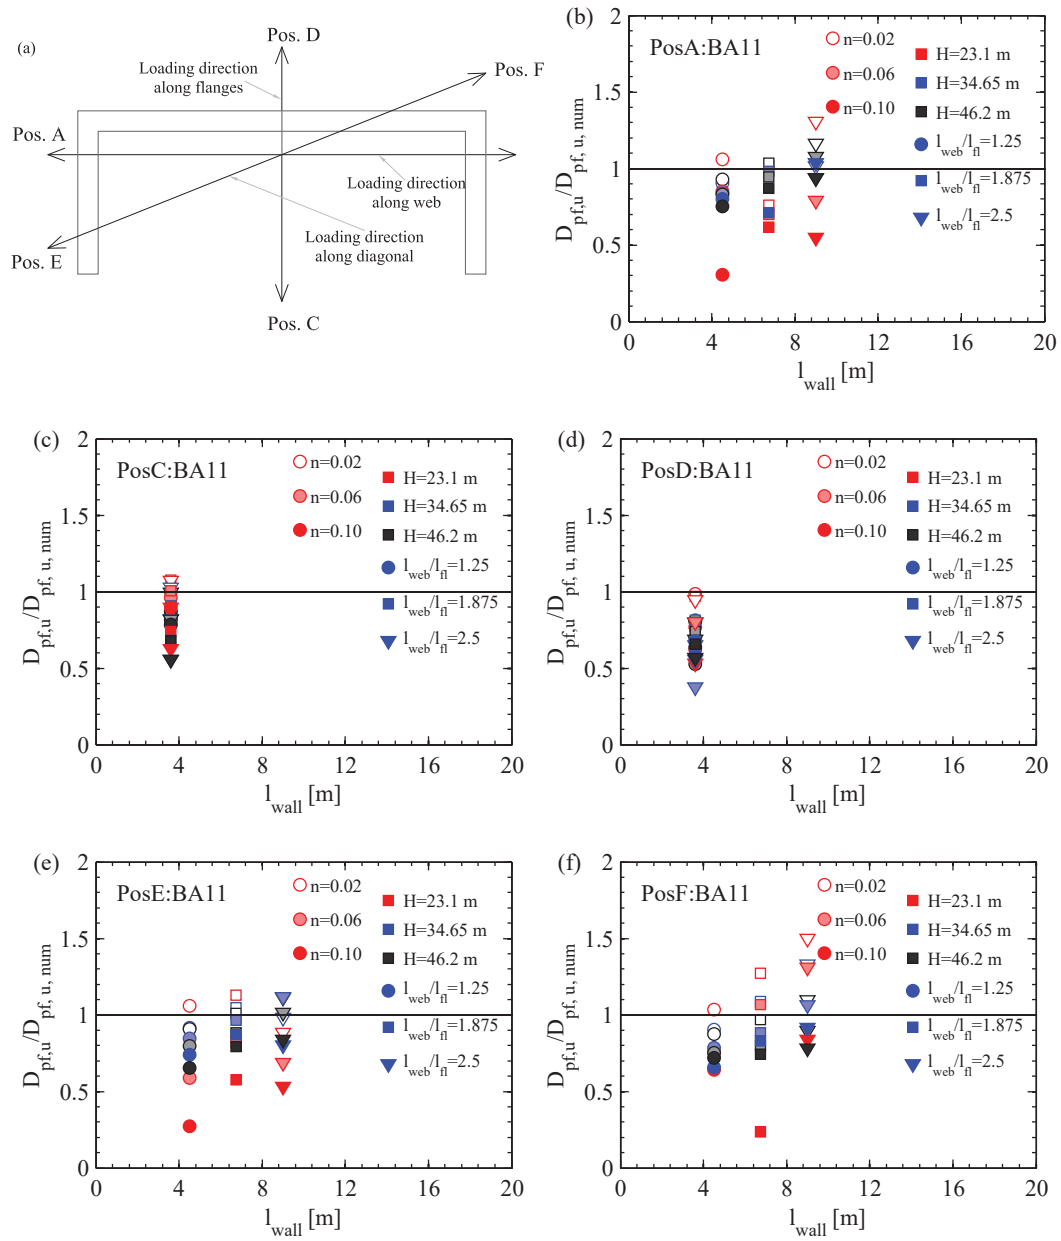 (a)
Pos. D
Loading direction
along flanges
Pos. F
Pos. A
Loading direction
along web
Loading direction
along diagonal
Pos. E
Pos. C
(b)
PosA:BA11
n=0.02
n=0.06
n=0.10
H=23.1 m
H=34.65 m
H=46.2 m
l_web/l_fl=1.25
l_web/l_fl=1.875
l_web/l_fl=2.5
D_pf,u/D_pf, u, num
2
1.5
1
0.5
0
0 4 8 12 16 20
l_wall [m]
(c)
PosC:BA11
n=0.02
n=0.06
n=0.10
H=23.1 m
H=34.65 m
H=46.2 m
l_web/l_fl=1.25
l_web/l_fl=1.875
l_web/l_fl=2.5
D_pf,u/D_pf, u, num
2
1.5
1
0.5
0
0 4 8 12 16 20
l_wall [m]
(d)
PosD:BA11
n=0.02
n=0.06
n=0.10
H=23.1 m
H=34.65 m
H=46.2 m
l_web/l_fl=1.25
l_web/l_fl=1.875
l_web/l_fl=2.5
D_pf,u/D_pf, u, num
2
1.5
1
0.5
0
0 4 8 12 16 20
l_wall [m]
(e)
PosE:BA11
n=0.02
n=0.06
n=0.10
H=23.1 m
H=34.65 m
H=46.2 m
l_web/l_fl=1.25
l_web/l_fl=1.875
l_web/l_fl=2.5
D_pf,u/D_pf, u, num
2
1.5
1
0.5
0
0 4 8 12 16 20
l_wall [m]
(f)
PosF:BA11
n=0.02
n=0.06
n=0.10
H=23.1 m
H=34.65 m
H=46.2 m
l_web/l_fl=1.25
l_web/l_fl=1.875
l_web/l_fl=2.5
D_pf,u/D_pf, u, num
2
1.5
1
0.5
0
0 4 8 12 16 20
l_wall [m]